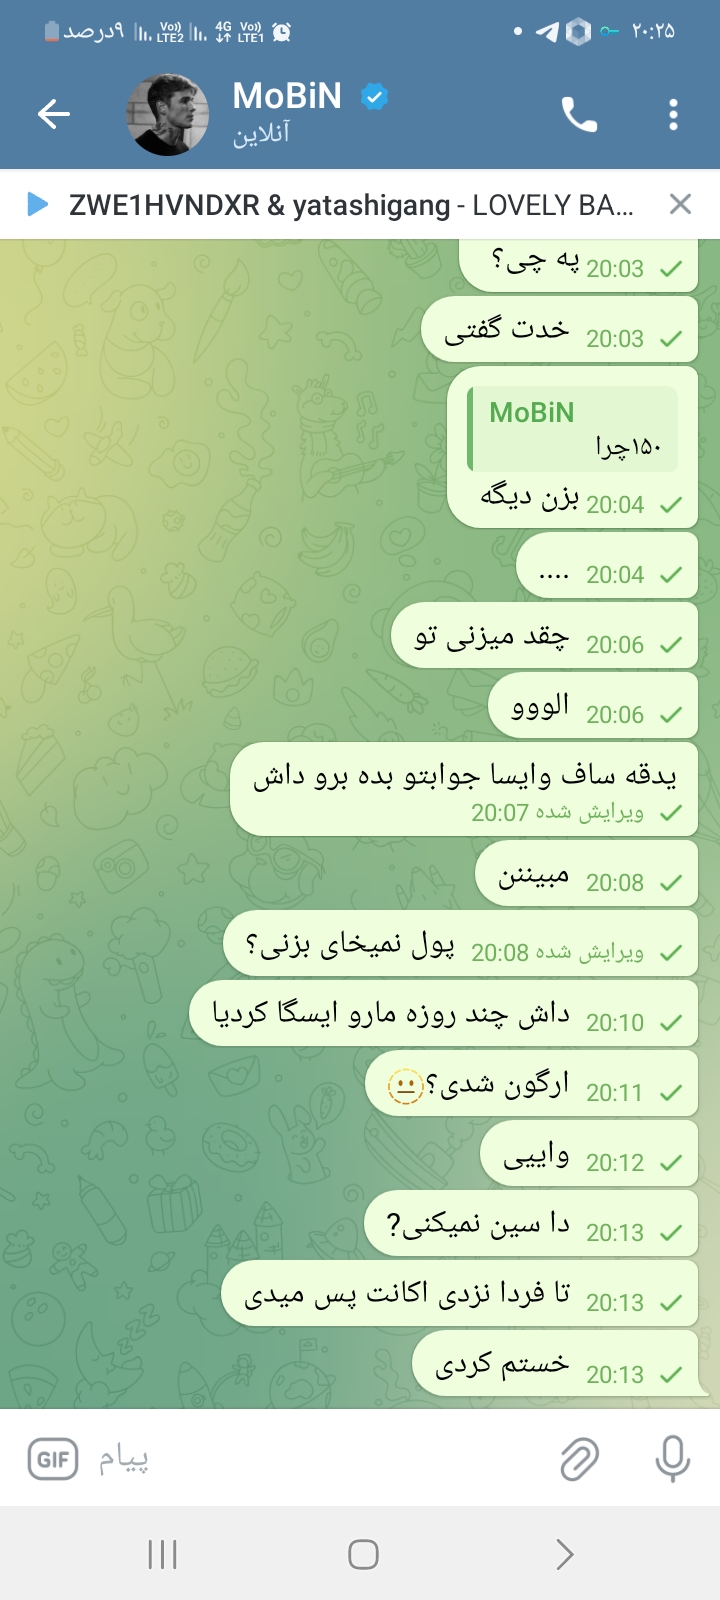 ۹درصد Vo)) LTE2 4G Vo)) LTE1 ۲۰:۲۵
MoBiN
آنلاین
ZWE1HVNDXR & yatashigang - LOVELY BA...
په چی؟ 20:03
خدت گفتی 20:03
MoBiN
۱۵۰چرا
بزن دیگه 20:04
.... 20:04
چقد میزنی تو 20:06
الووو 20:06
یدقه ساف وایسا جوابتو بده برو داش
ویرایش شده 20:07
مبیننن 20:08
پول نمیخای بزنی؟ ویرایش شده 20:08
داش چند روزه مارو ایسگا کردیا 20:10
ارگون شدی؟😐 20:11
واییی 20:12
دا سین نمیکنی? 20:13
تا فردا نزدی اکانت پس میدی 20:13
خستم کردی 20:13
GIF پیام